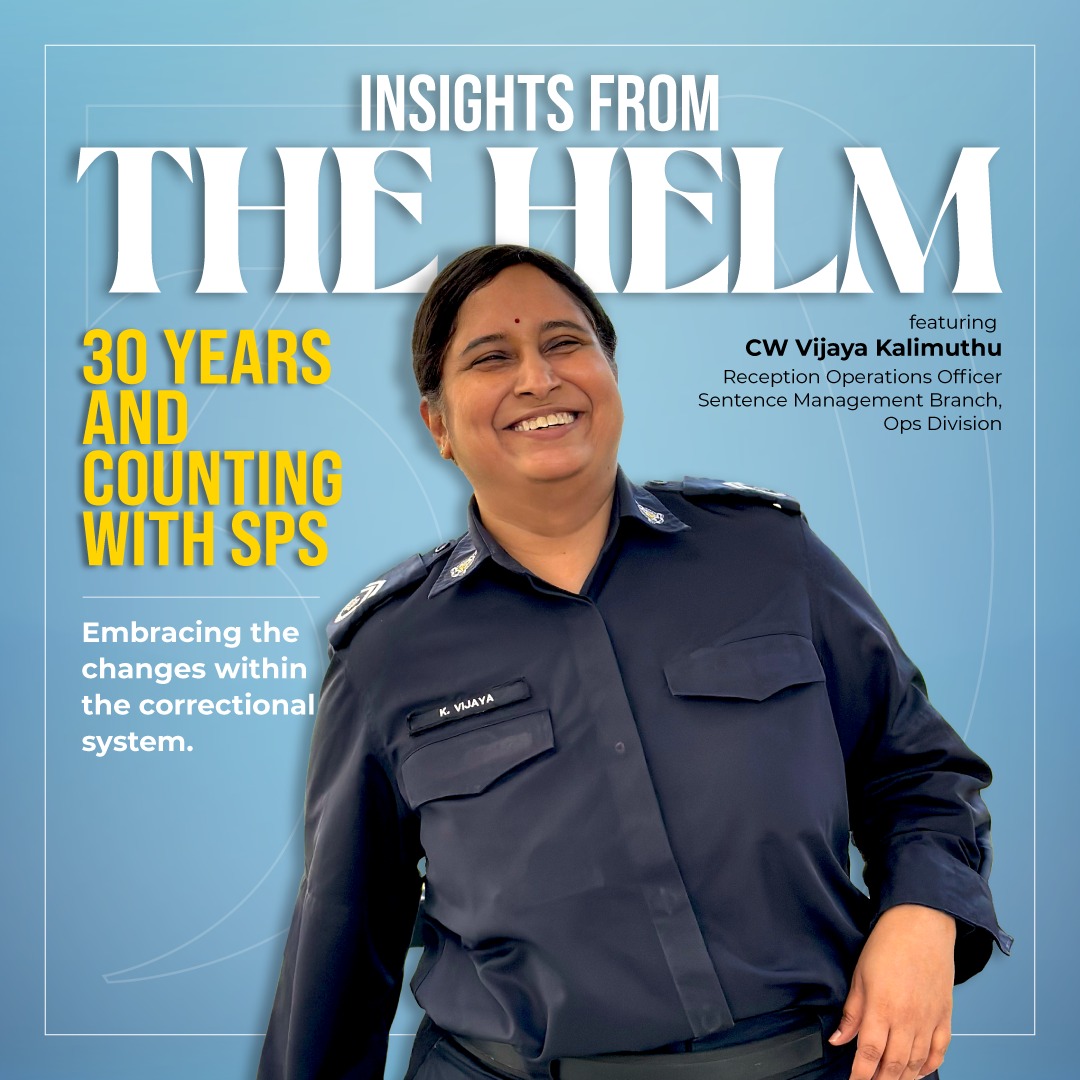 INSIGHTS FROM
THE HELM
featuring
CW Vijaya Kalimuthu
Reception Operations Officer
Sentence Management Branch,
Ops Division
30 YEARS
AND
COUNTING
WITH SPS
Embracing the
changes within
the correctional
system.
K. VIJAYA